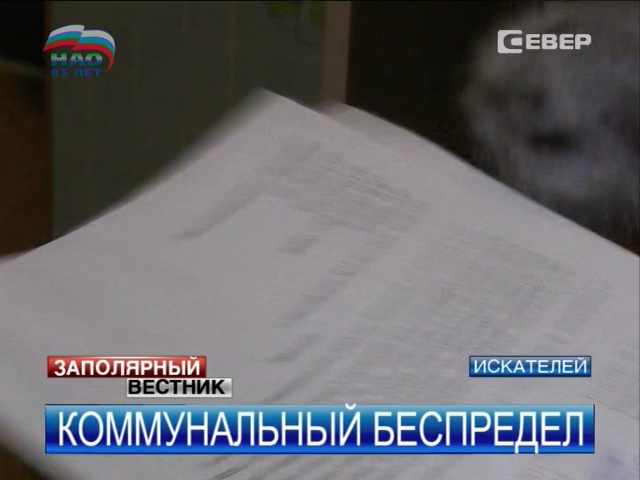 НАО
85 ЛЕТ
СЕВЕР
ЗАПОЛЯРНЫЙ
ВЕСТНИК
ИСКАТЕЛЕЙ
КОММУНАЛЬНЫЙ БЕСПРЕДЕЛ